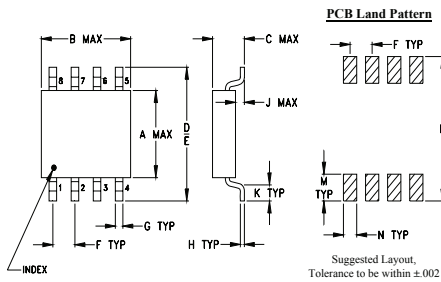 PCB Land Pattern
B MAX
C MAX
F TYP
8 7 6 5
J MAX
A MAX
D
E
1 2 3 4
K TYP
M
TYP
G TYP
F TYP
H TYP
N TYP
INDEX
Suggested Layout,
Tolerance to be within ±.002